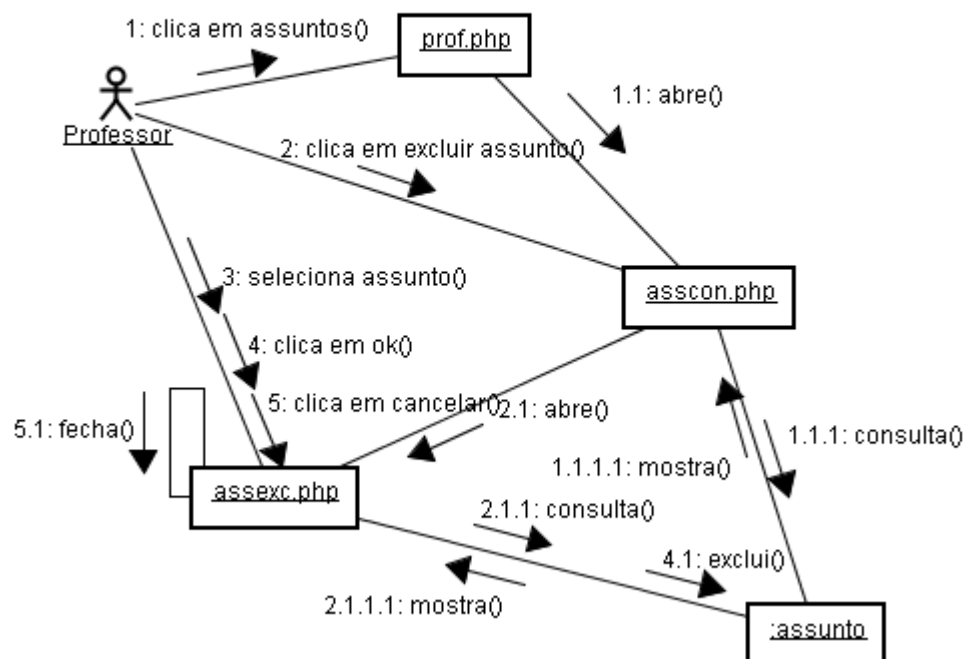 1: clica em assuntos()
prof.php
1.1: abre()
Professor
2: clica em excluir assunto()
3: seleciona assunto()
asscon.php
4: clica em ok()
5: clica em cancelar()
2.1: abre()
5.1: fecha()
1.1.1: consulta()
1.1.1.1: mostra()
assexc.php
2.1.1: consulta()
4.1: exclui()
2.1.1.1: mostra()
:assunto